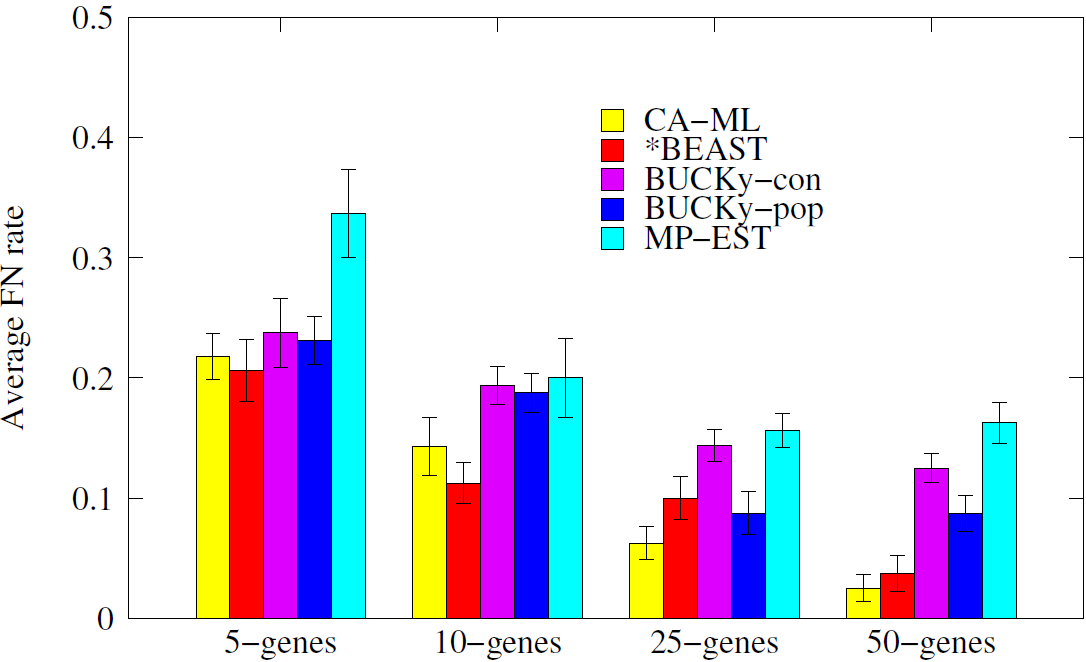 0.5
0.4
0.3
0.2
0.1
0
Average FN rate
CA−ML
*BEAST
BUCKy−con
BUCKy−pop
MP−EST
5−genes
10−genes
25−genes
50−genes